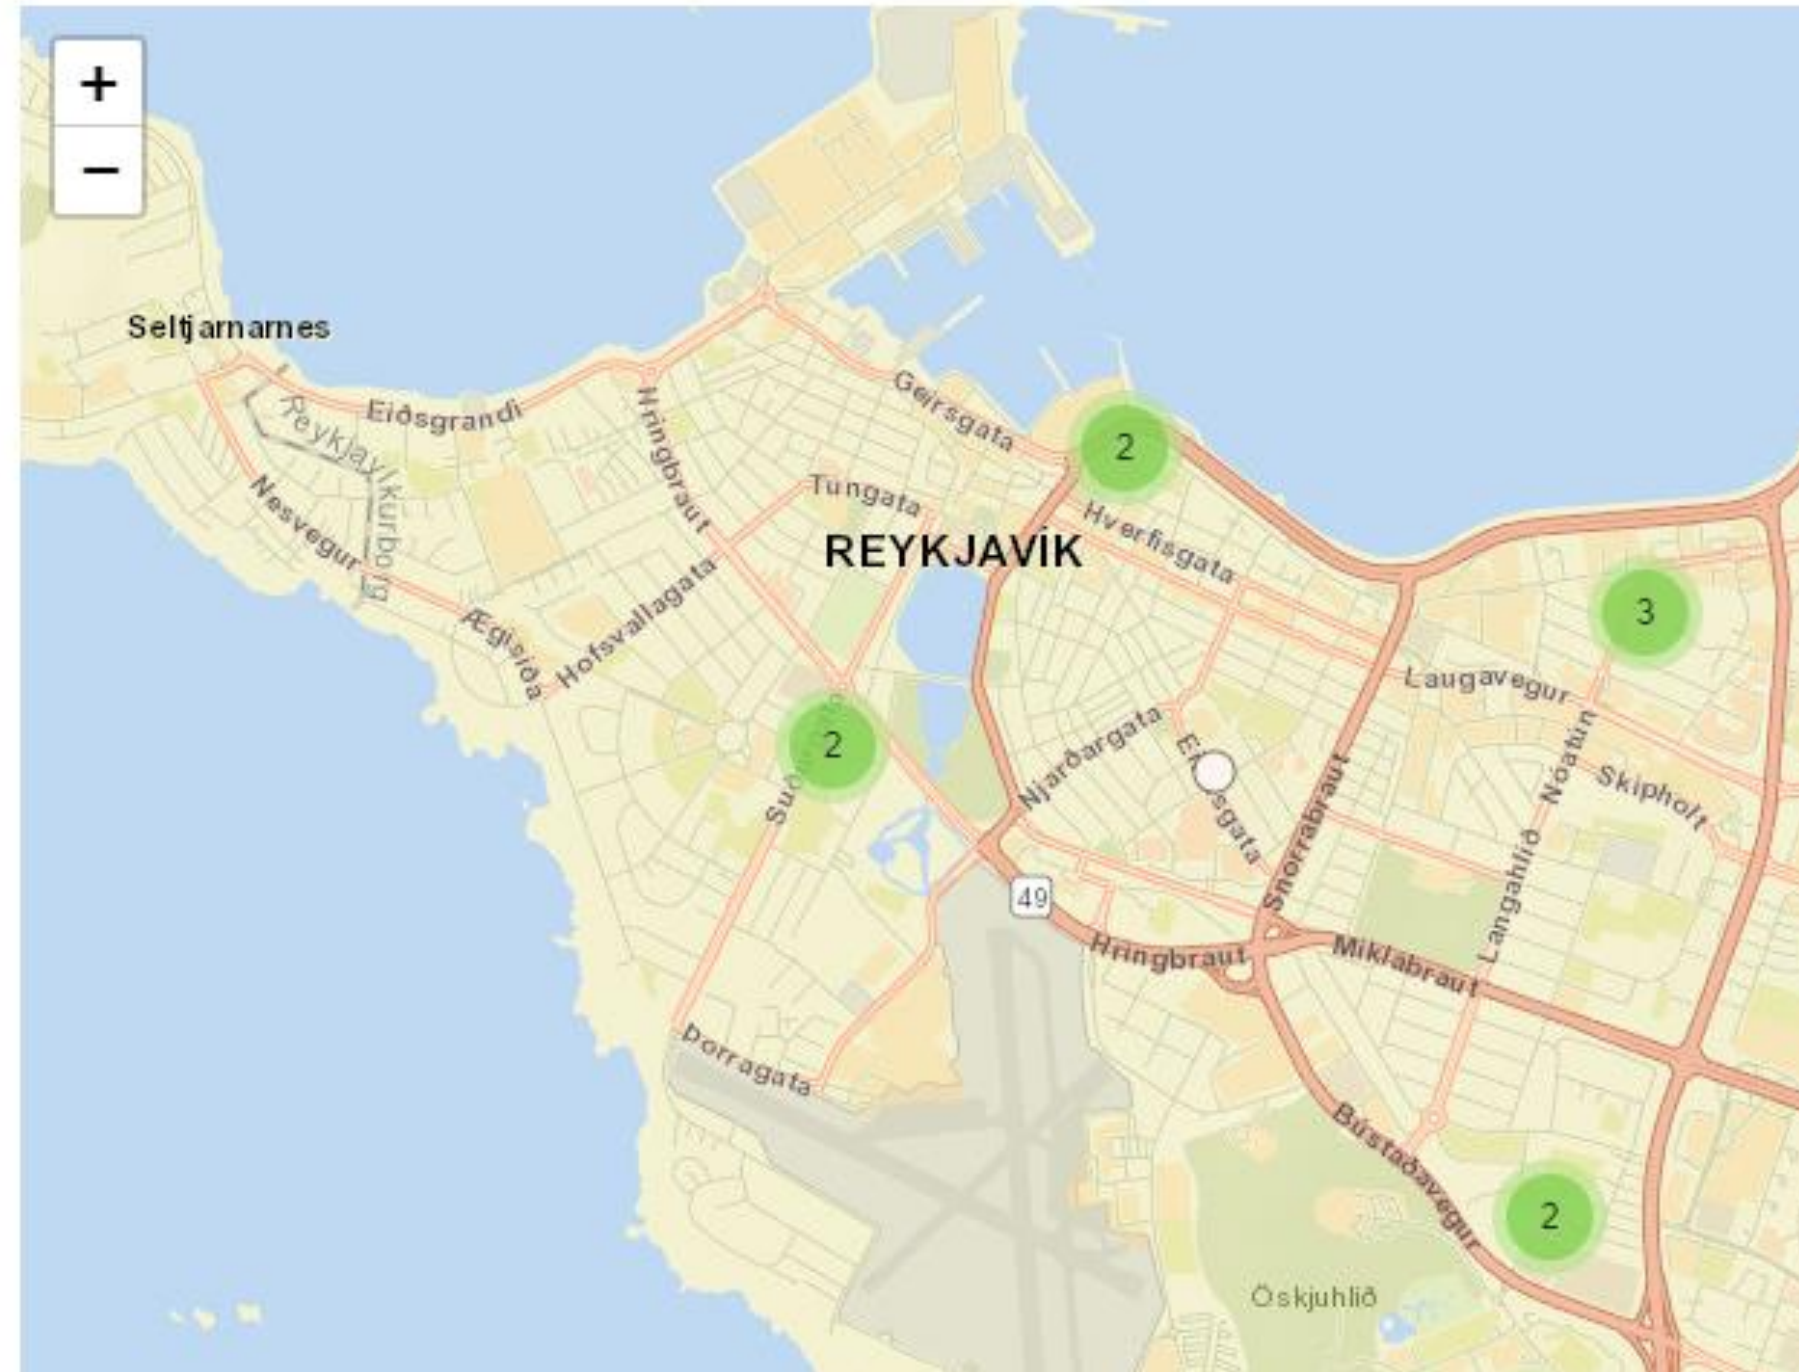 +
−
Seltjarnarnes
Eiðsgrandi
Reykjavíkurborg
Hringbraut
Geirsgata
2
Nesvegur
Tungata
Hverfisgata
REYKJAVÍK
3
Ægisíða
Hofsvallagata
Laugavegur
2
Njarðargata
Nóatún
Skipholt
Snorrabraut
Langahlíð
49
Hringbraut
Miklabraut
Þorragata
Bústaðavegur
2
Öskjuhlíð